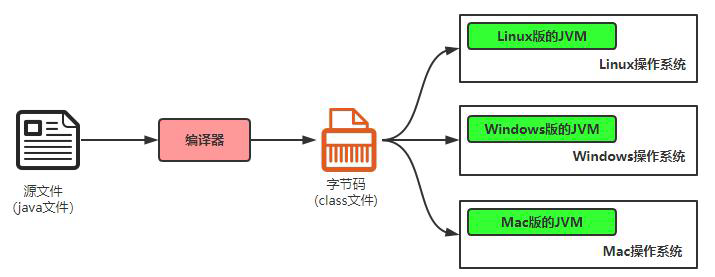 源文件
(java文件)
编译器
字节码
(class文件)
Linux版的JVM
Linux操作系统
Windows版的JVM
Windows操作系统
Mac版的JVM
Mac操作系统